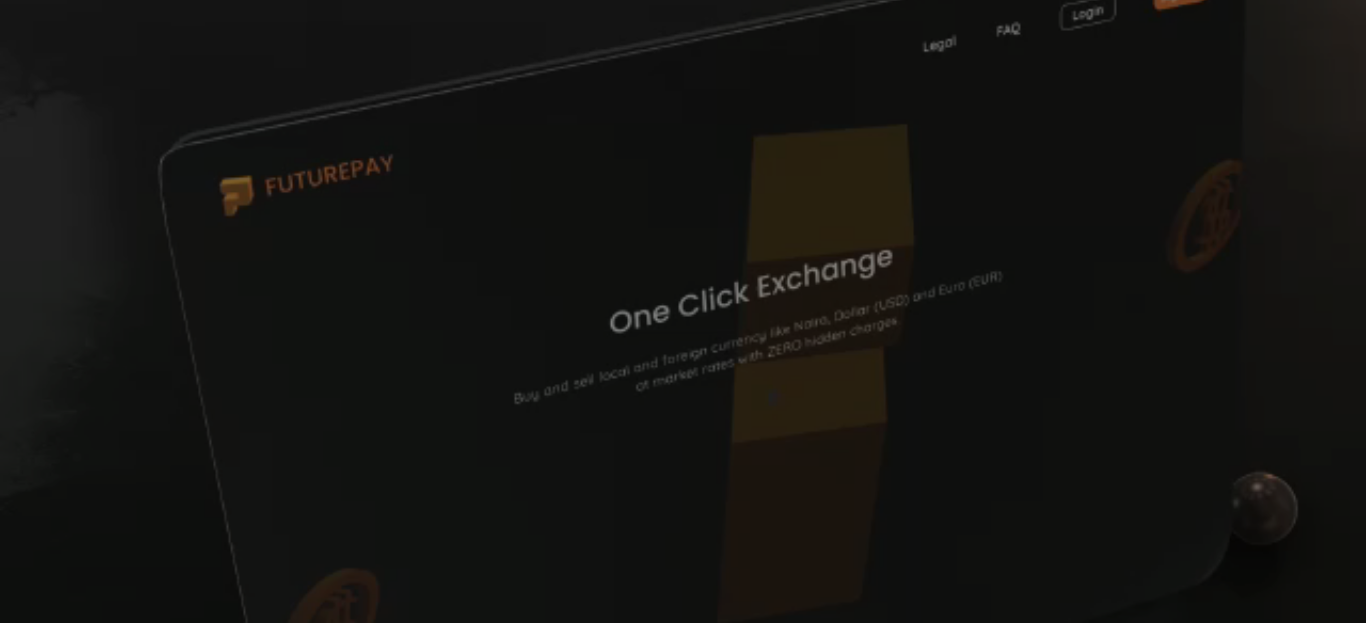 Legal
FAQ
Login
FUTUREPAY
One Click Exchange
Buy and sell local and foreign currency like Naira, Dollar (USD) and Euro (EUR)
at market rates with ZERO hidden charges